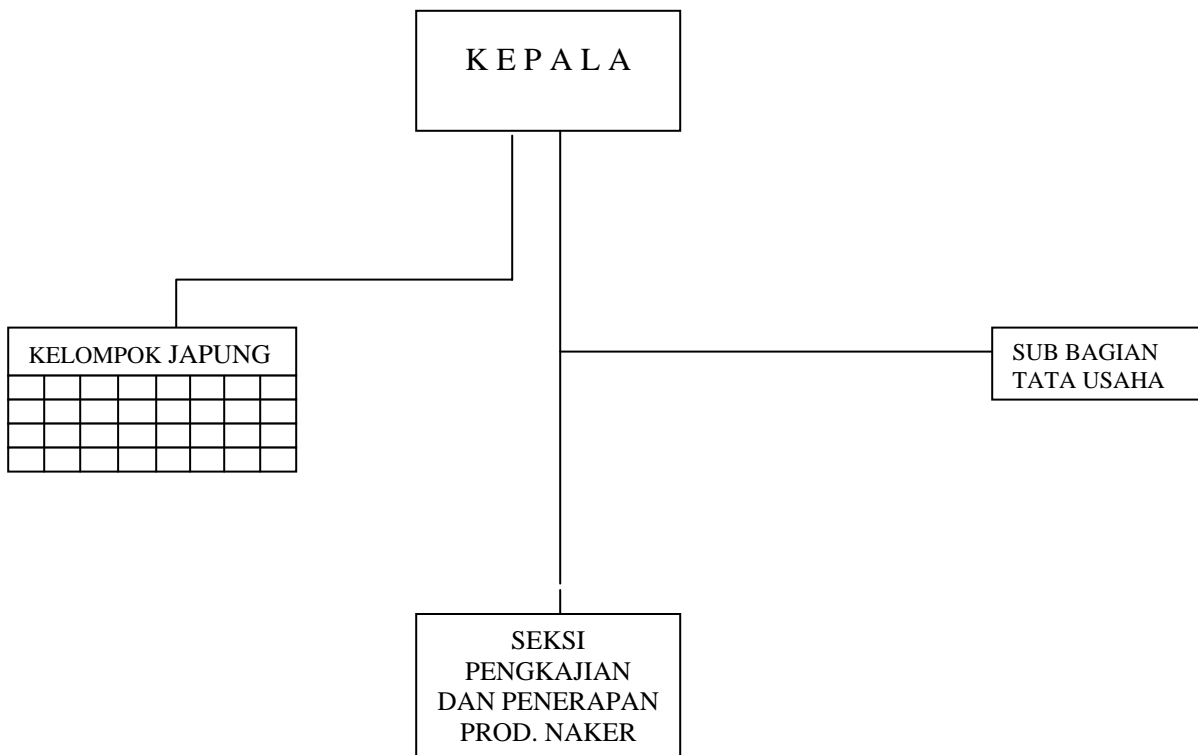 K E P A L A
KELOMPOK JAPUNG
SUB BAGIAN
TATA USAHA
SEKSI
PENGKAJIAN
DAN PENERAPAN
PROD. NAKER